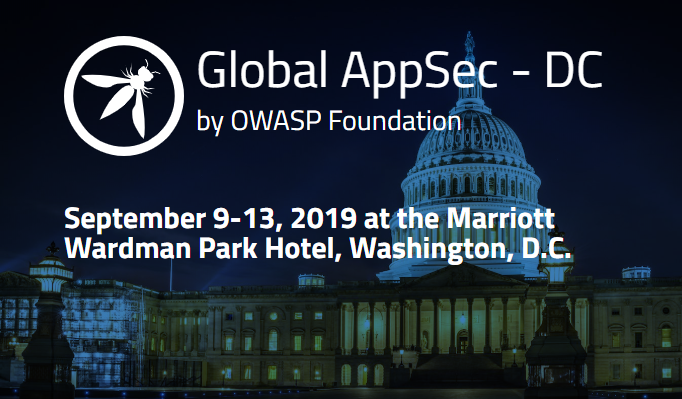 Global AppSec - DC
by OWASP Foundation
September 9-13, 2019 at the Marriott
Wardman Park Hotel, Washington, D.C.